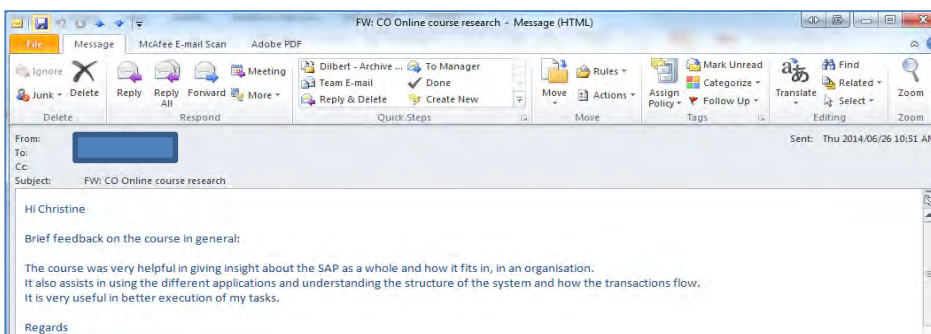 FW: CO Online course research - Message (HTML)
File Message McAfee E-mail Scan Adobe PDF
Ignore
Junk
Delete
Reply
Reply All
Forward
Meeting
More
Dilbert - Archive ...
Team E-mail
Reply & Delete
To Manager
Done
Create New
Move
Rules
Actions
Assign Policy
Mark Unread
Categorize
Follow Up
Translate
Find
Related
Select
Zoom
Delete Respond Quick Steps Move Tags Editing Zoom
From: Sent: Thu 2014/06/26 10:51 AM
To:
Cc
Subject: FW: CO Online course research
Hi Christine
Brief feedback on the course in general:
The course was very helpful in giving insight about the SAP as a whole and how it fits in, in an organisation.
It also assists in using the different applications and understanding the structure of the system and how the transactions flow.
It is very useful in better execution of my tasks.
Regards